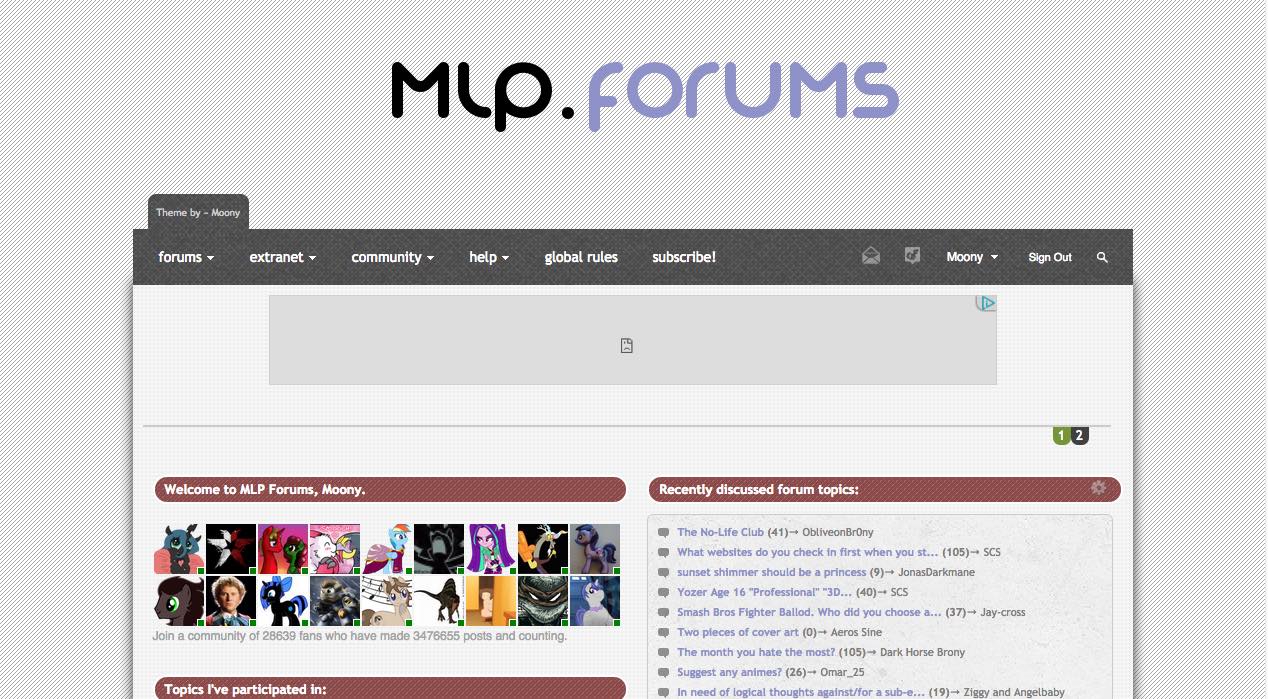 MLP.forums
Theme by - Moony
forums extranet community help global rules subscribe! Moony Sign Out
1 2
Welcome to MLP Forums, Moony.
Join a community of 28639 fans who have made 3476655 posts and counting.
Topics I've participated in:
Recently discussed forum topics:
The No-Life Club (41)→ ObliveonBr0ny
What websites do you check in first when you st... (105)→ SCS
sunset shimmer should be a princess (9)→ JonasDarkmane
Yozer Age 16 "Professional" "3D... (40)→ SCS
Smash Bros Fighter Ballod. Who did you choose a... (37)→ Jay-cross
Two pieces of cover art (0)→ Aeros Sine
The month you hate the most? (105)→ Dark Horse Brony
Suggest any animes? (26)→ Omar_25
In need of logical thoughts against/for a sub-e... (19)→ Ziggy and Angelbaby